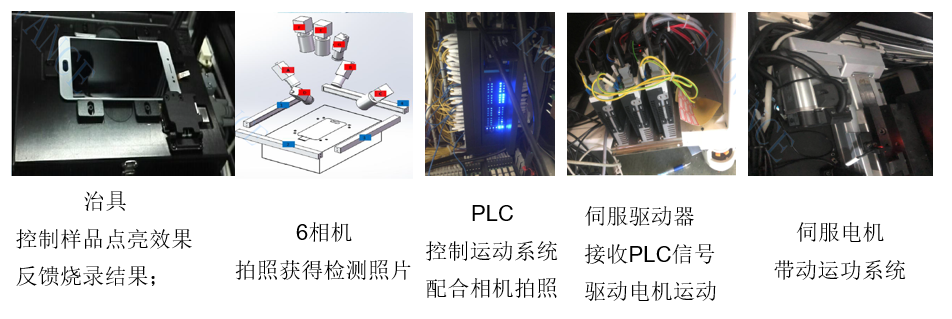 治具
控制样品点亮效果
反馈烧录结果；
6相机
拍照获得检测照片
PLC
控制运动系统
配合相机拍照
伺服驱动器
接收PLC信号
驱动电机运动
伺服电机
带动运功系统